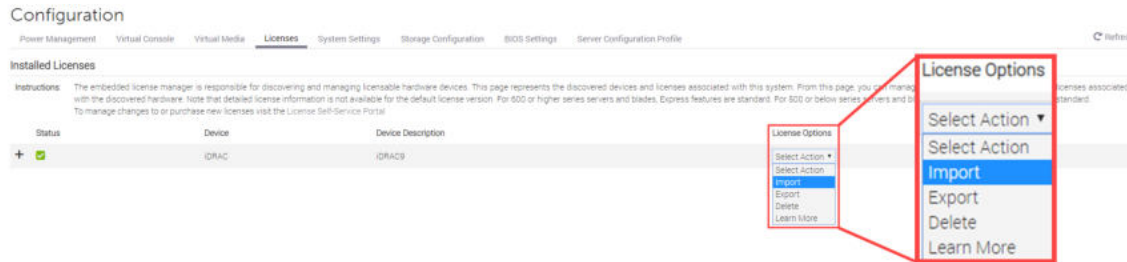 Configuration
Power Management Virtual Console Virtual Media Licenses System Settings Storage Configuration BIOS Settings Server Configuration Profile Refre
Installed Licenses
Instructions: The embedded license manager is responsible for discovering and managing licensable hardware devices. This page represents the discovered devices and licenses associated with this system. From this page, you can manag icenses associated
with the discovered hardware. Note that detailed license information is not available for the default license version. For 600 or higher series servers and blades, Express features are standard. For 500 or below series servers and b standard.
To manage changes to or purchase new licenses visit the License Self-Service Portal
Status Device Device Description License Options
+ iDRAC iDRAC9 Select Action
Select Action
Import
Export
Delete
Learn More
License Options
Select Action
Select Action
Import
Export
Delete
Learn More